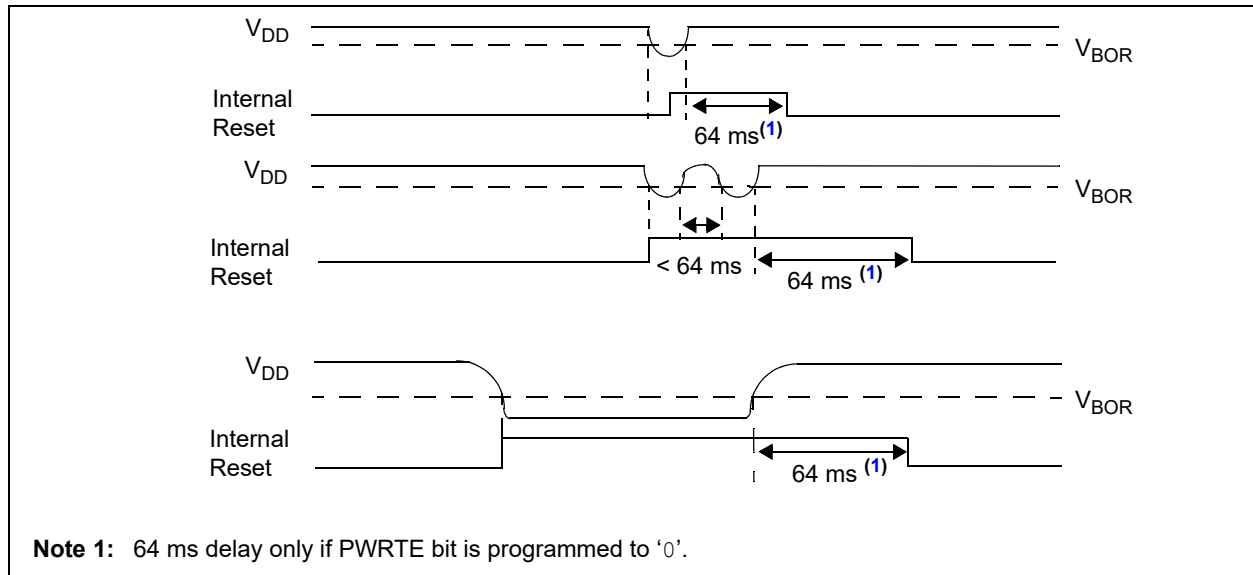 VDD
VBOR
Internal
Reset
64 ms(1)
VDD
VBOR
Internal
Reset
< 64 ms
64 ms (1)
VDD
VBOR
Internal
Reset
64 ms (1)
Note 1: 64 ms delay only if PWRTE bit is programmed to ‘0’.